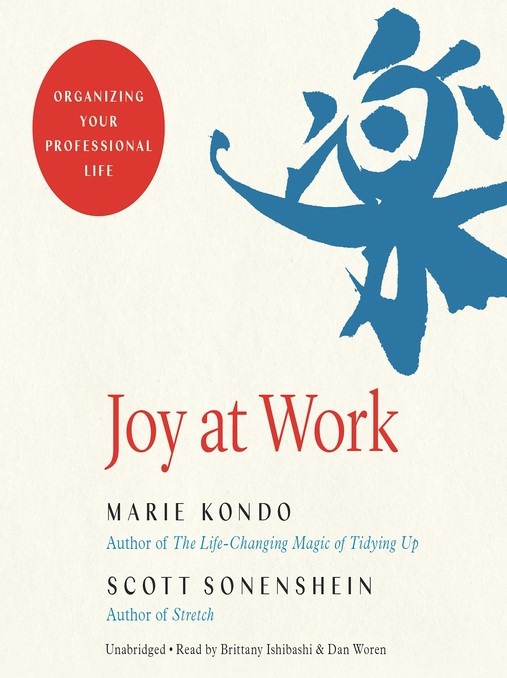 ORGANIZING
YOUR
PROFESSIONAL
LIFE
楽
Joy at Work
MARIE KONDO
Author of The Life-Changing Magic of Tidying Up
SCOTT SONENSHEIN
Author of Stretch
Unabridged • Read by Brittany Ishibashi & Dan Woren